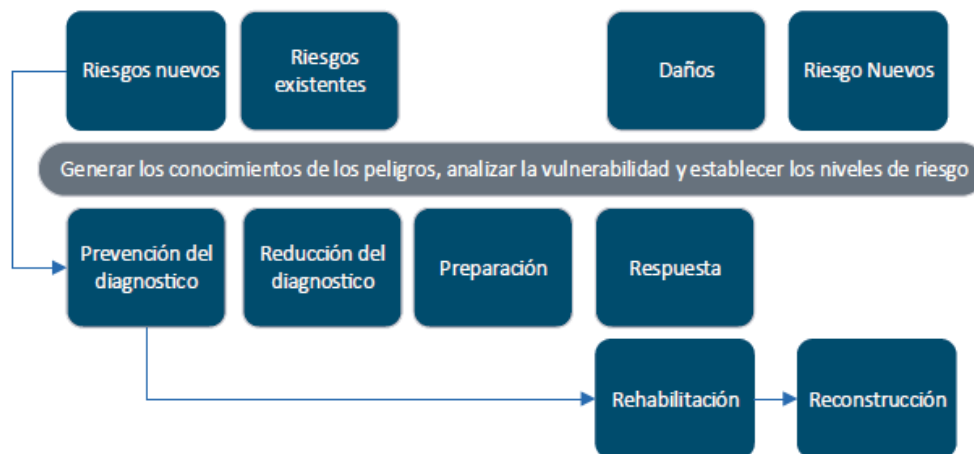 Riesgos nuevos
Riesgos
existentes
Daños
Riesgo Nuevos
Generar los conocimientos de los peligros, analizar la vulnerabilidad y establecer los niveles de riesgo
Prevención del
diagnostico
Reducción del
diagnostico
Preparación
Respuesta
Rehabilitación
Reconstrucción